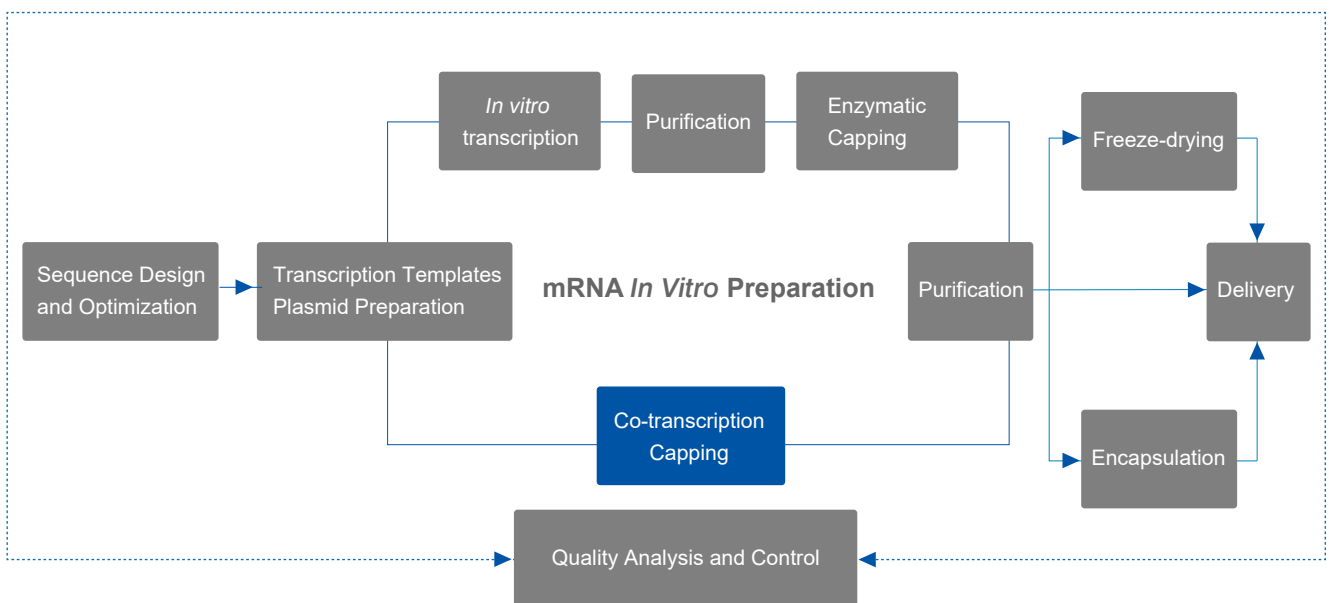 In vitro
transcription
Purification
Enzymatic
Capping
Freeze-drying
Sequence Design
and Optimization
Transcription Templates
Plasmid Preparation
mRNA In Vitro Preparation
Purification
Delivery
Co-transcription
Capping
Encapsulation
Quality Analysis and Control